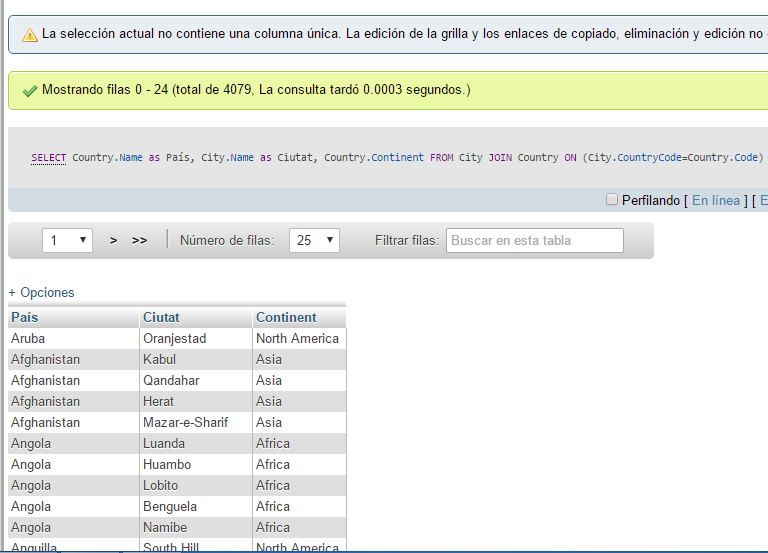 La selección actual no contiene una columna única. La edición de la grilla y los enlaces de copiado, eliminación y edición no
Mostrando filas 0 - 24 (total de 4079, La consulta tardó 0.0003 segundos.)
SELECT Country.Name as País, City.Name as Ciutat, Country.Continent FROM City JOIN Country ON (City.CountryCode=Country.Code)
Perfilando [ En línea ] [ E
1 > >> Número de filas: 25 Filtrar filas: Buscar en esta tabla
+ Opciones
País Ciutat Continent
Aruba Oranjestad North America
Afghanistan Kabul Asia
Afghanistan Qandahar Asia
Afghanistan Herat Asia
Afghanistan Mazar-e-Sharif Asia
Angola Luanda Africa
Angola Huambo Africa
Angola Lobito Africa
Angola Benguela Africa
Angola Namibe Africa
Anguilla South Hill North America